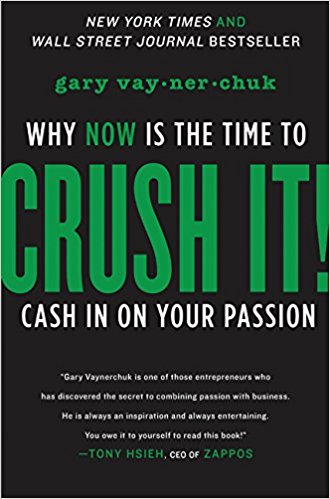 NEW YORK TIMES AND
WALL STREET JOURNAL BESTSELLER
gary vay•ner•chuk
WHY NOW IS THE TIME TO
CRUSH IT!
CASH IN ON YOUR PASSION
"Gary Vaynerchuk is one of those entrepreneurs who
has discovered the secret to combining passion with business.
He is always an inspiration and always entertaining.
You owe it to yourself to read this book!"
—TONY HSIEH, CEO OF ZAPPOS